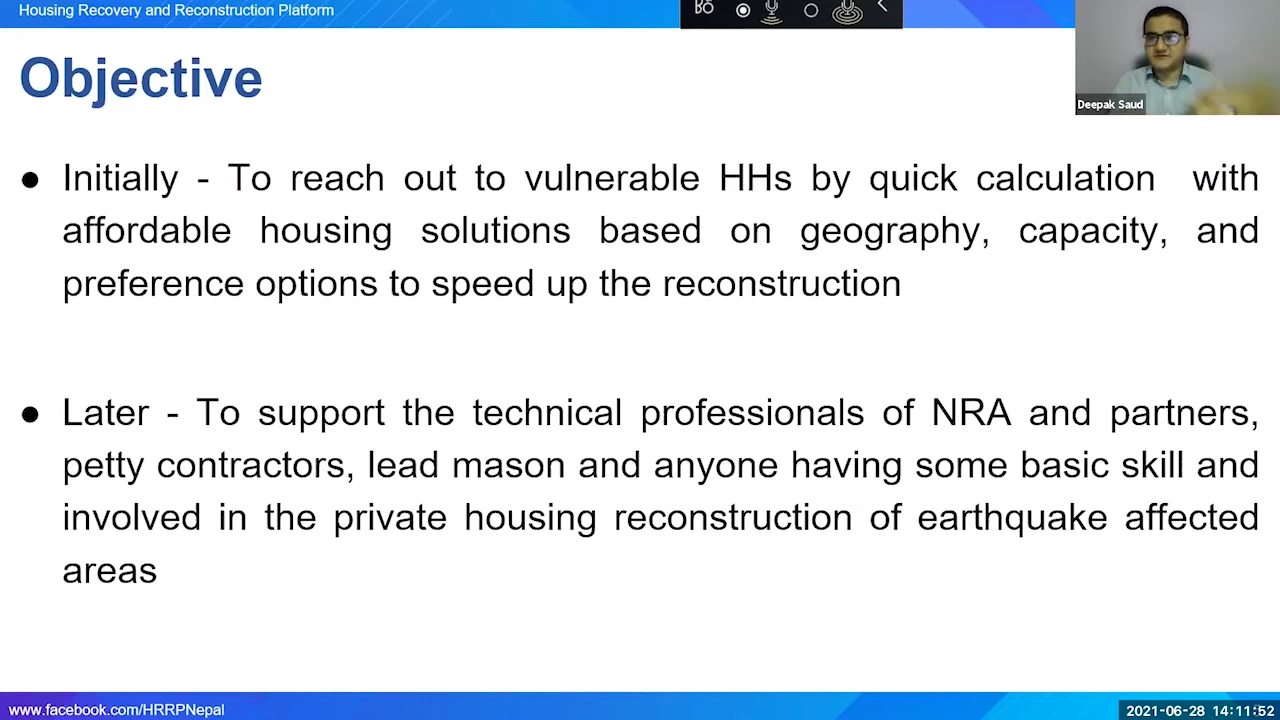 Housing Recovery and Reconstruction Platform
Deepak Saud
Objective
● Initially - To reach out to vulnerable HHs by quick calculation with
affordable housing solutions based on geography, capacity, and
preference options to speed up the reconstruction
● Later - To support the technical professionals of NRA and partners,
petty contractors, lead mason and anyone having some basic skill and
involved in the private housing reconstruction of earthquake affected
areas
www.facebook.com/HRRPNepal
2021-06-28 14:11:52